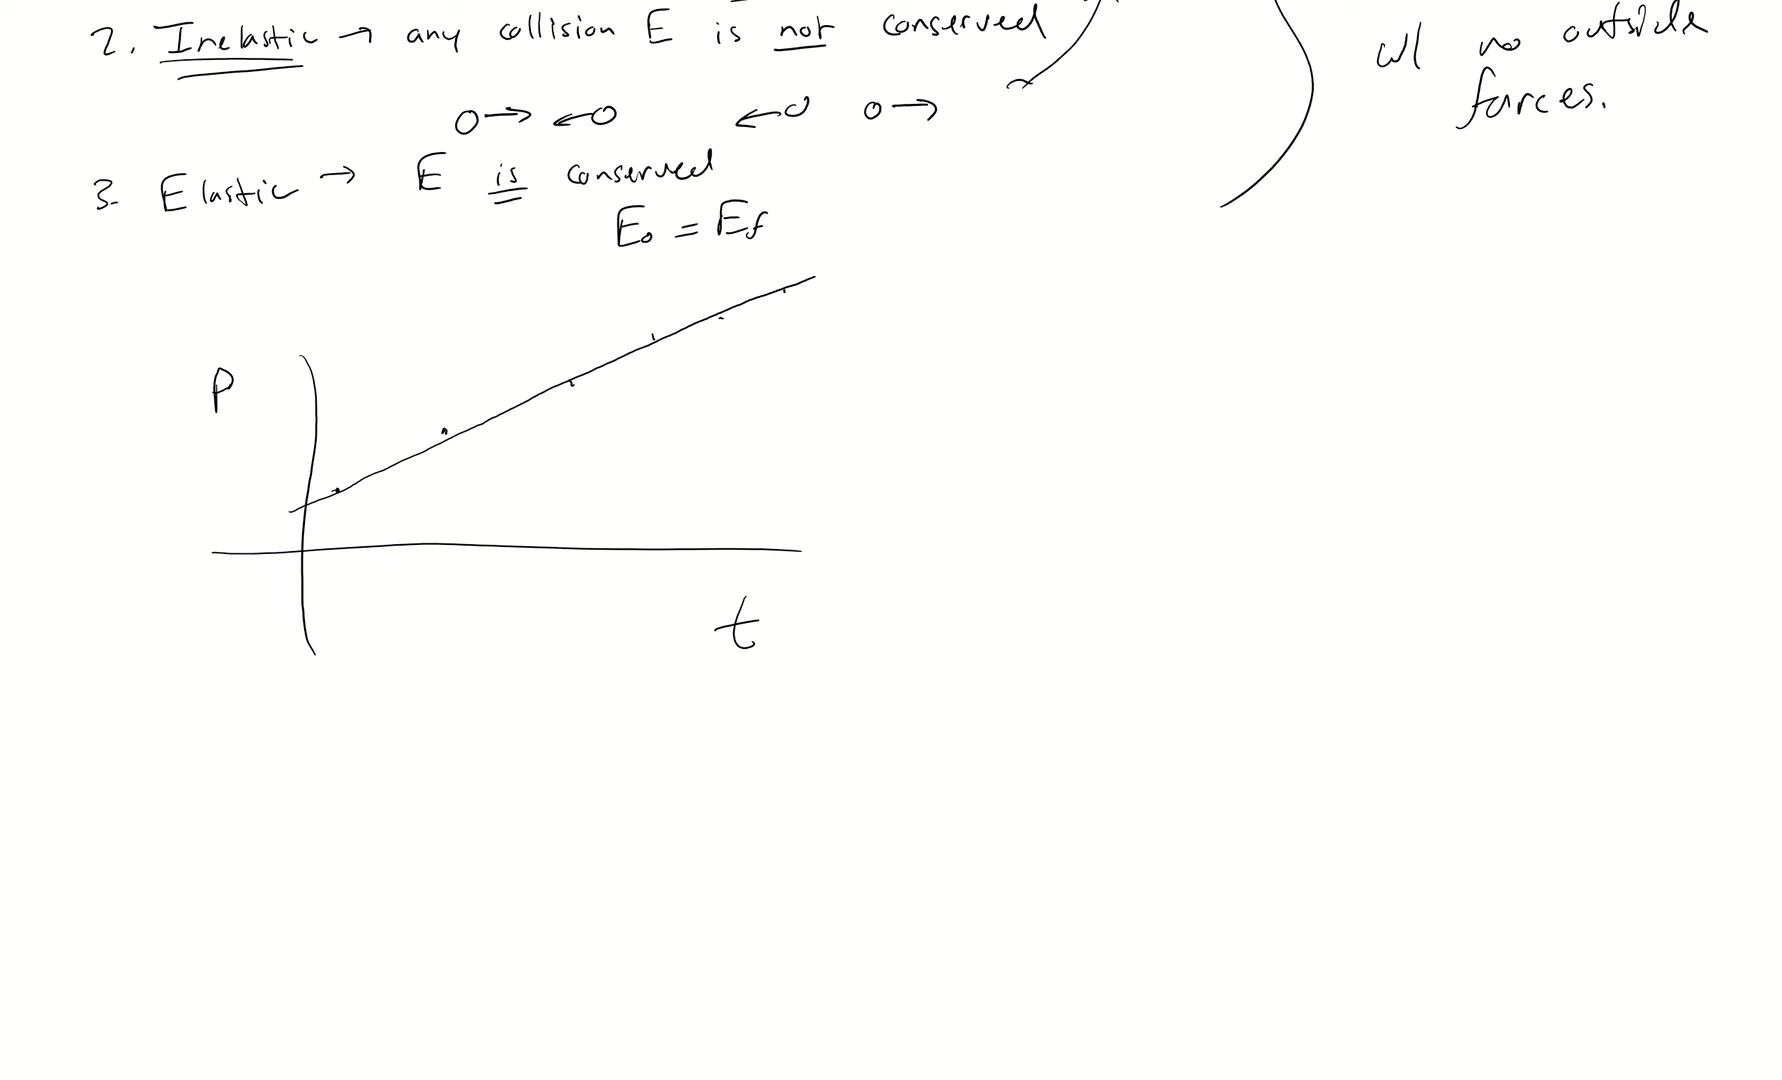 2. Inelastic → any collision E is not conserved
w/ no outside
forces.
3. Elastic → E is conserved
E₀ = Ef
P
t